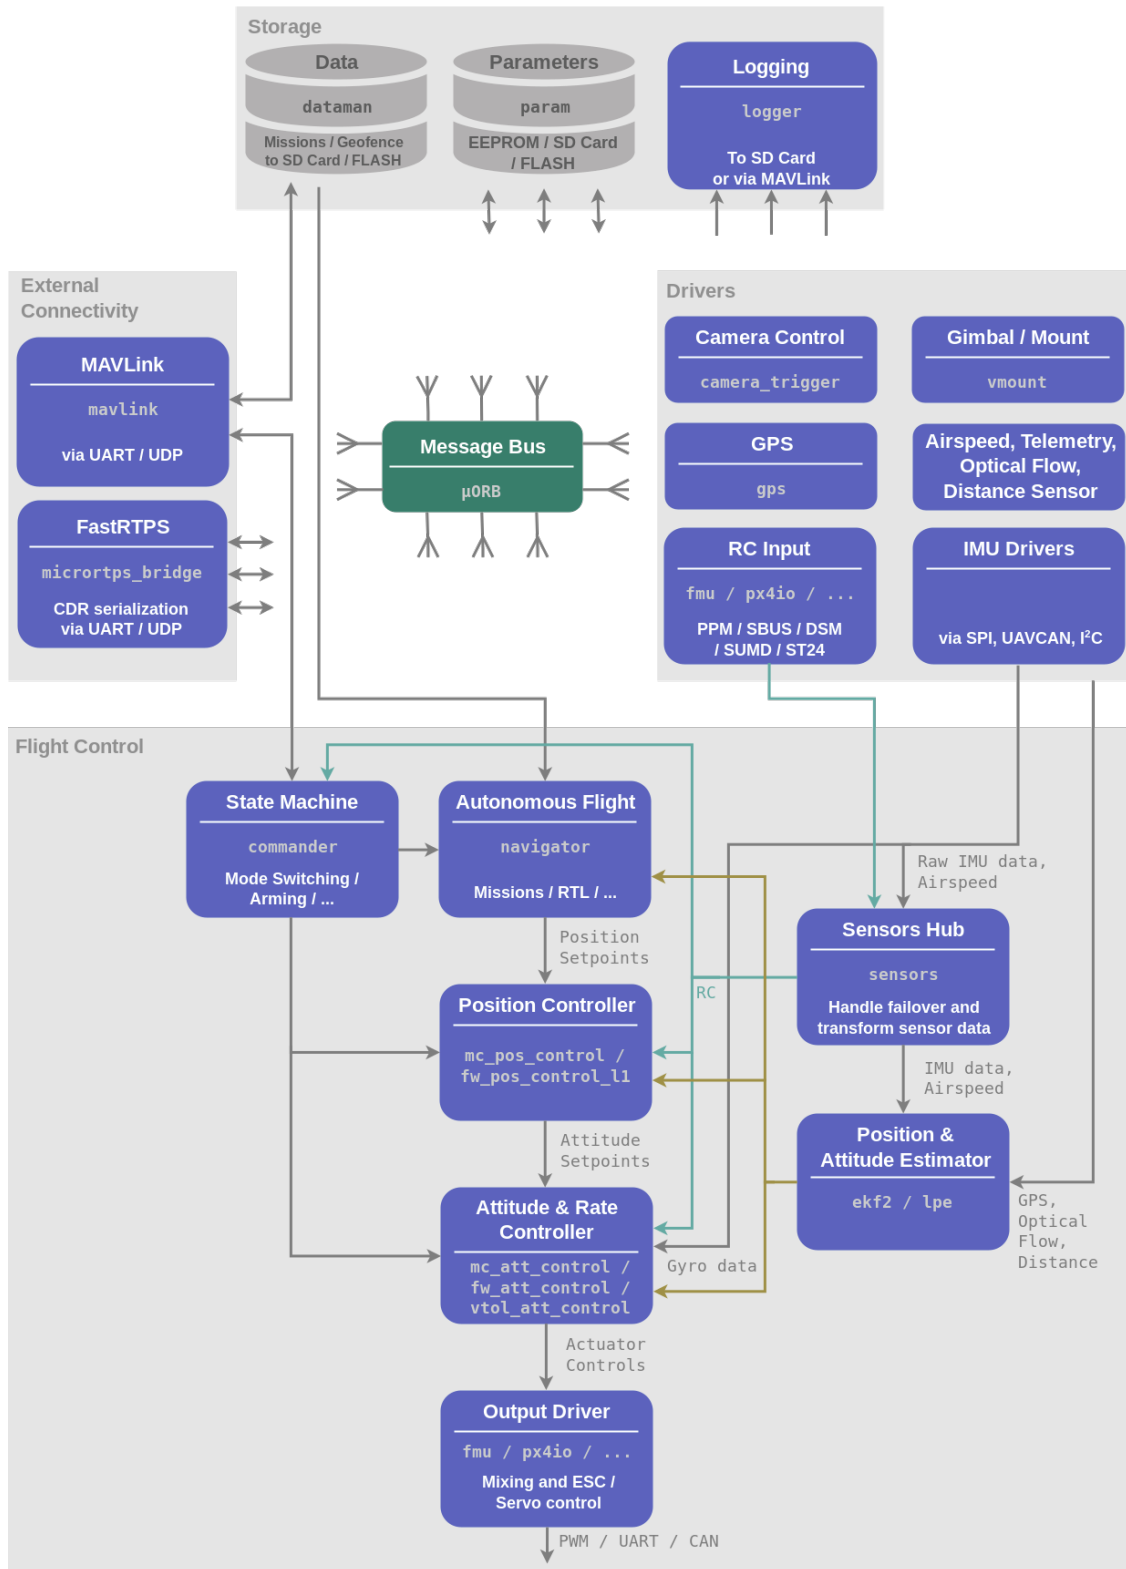 Storage
Data
dataman
Missions / Geofence
to SD Card / FLASH
Parameters
param
EEPROM / SD Card
/ FLASH
Logging
logger
To SD Card
or via MAVLink
External
Connectivity
MAVLink
mavlink
via UART / UDP
FastRTPS
micrortps_bridge
CDR serialization
via UART / UDP
Message Bus
µORB
Drivers
Camera Control
camera_trigger
Gimbal / Mount
vmount
GPS
gps
Airspeed, Telemetry,
Optical Flow,
Distance Sensor
RC Input
fmu / px4io / ...
PPM / SBUS / DSM
/ SUMD / ST24
IMU Drivers
via SPI, UAVCAN, I²C
Flight Control
State Machine
commander
Mode Switching /
Arming / ...
Autonomous Flight
navigator
Missions / RTL / ...
Raw IMU data,
Airspeed
Position
Setpoints
Sensors Hub
sensors
Handle failover and
transform sensor data
RC
Position Controller
mc_pos_control /
fw_pos_control_l1
IMU data,
Airspeed
Attitude
Setpoints
Position &
Attitude Estimator
ekf2 / lpe
GPS,
Optical
Flow,
Distance
Attitude & Rate
Controller
mc_att_control /
fw_att_control /
vtol_att_control
Gyro data
Actuator
Controls
Output Driver
fmu / px4io / ...
Mixing and ESC /
Servo control
PWM / UART / CAN